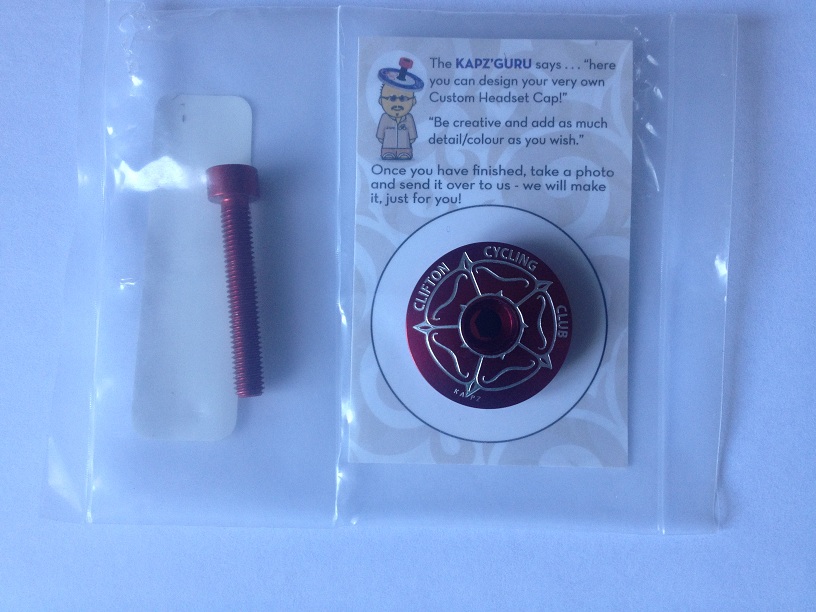 The KAPZ'GURU says . . . "here
you can design your very own
Custom Headset Cap!"
"Be creative and add as much
detail/colour as you wish."
Once you have finished, take a photo
and send it over to us - we will make
it, just for you!
CLIFTON CYCLING CLUB
KAPZ